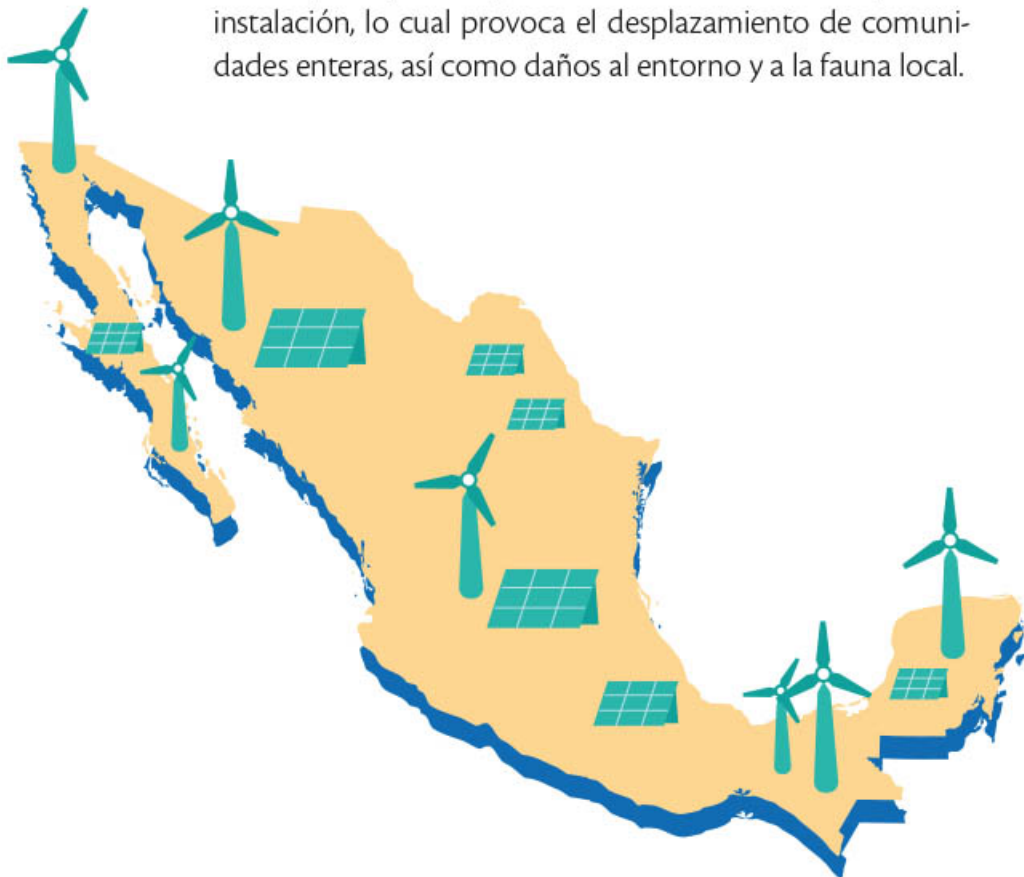 instalación, lo cual provoca el desplazamiento de comuni-
dades enteras, así como daños al entorno y a la fauna local.